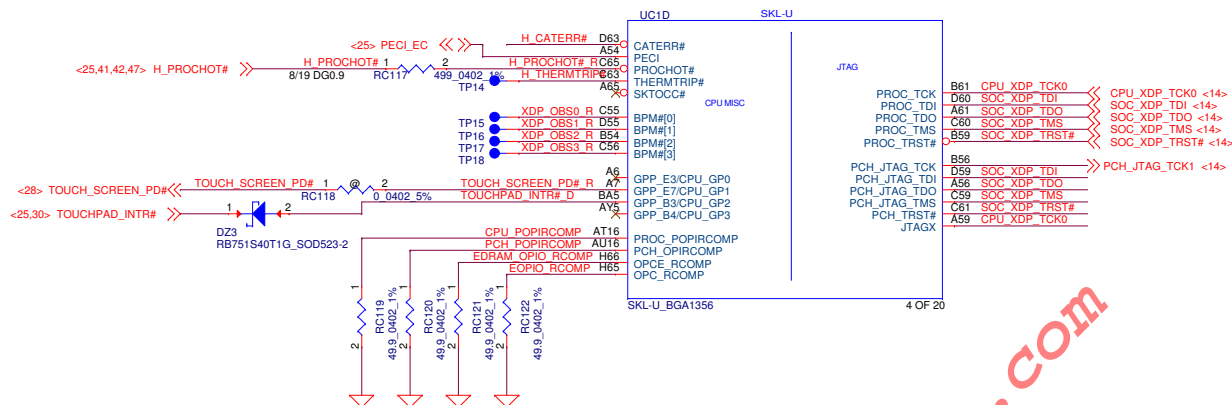 UC1D
SKL-U
<25> PECI_EC
H_CATERR# D63
CATERR#
A54
PECI
<25,41,42,47> H_PROCHOT#
1 2
8/19 DG0.9
RC117 499_0402_1%
H_PROCHOT#_R C65
PROCHOT#
TP14
H_THERMTRIP# C63
THERMTRIP#
A65
SKTOCC#
CPU MISC
JTAG
TP15
XDP_OBS0_R C55
BPM#[0]
TP16
XDP_OBS1_R D55
BPM#[1]
TP17
XDP_OBS2_R B54
BPM#[2]
TP18
XDP_OBS3_R C56
BPM#[3]
A6
GPP_E3/CPU_GP0
<28> TOUCH_SCREEN_PD#
TOUCH_SCREEN_PD# 1 @ 2
RC118 0_0402_5%
TOUCH_SCREEN_PD#_R A7
GPP_E7/CPU_GP1
<25,30> TOUCHPAD_INTR#
1 2
DZ3
RB751S40T1G_SOD523-2
TOUCHPAD_INTR#_D BA5
GPP_B3/CPU_GP2
AY5
GPP_B4/CPU_GP3
CPU_POPIRCOMP AT16
PROC_POPIRCOMP
PCH_POPIRCOMP AU16
PCH_OPIRCOMP
EDRAM_OPIO_RCOMP H66
OPCE_RCOMP
EOPIO_RCOMP H65
OPC_RCOMP
PROC_TCK B61 CPU_XDP_TCK0 CPU_XDP_TCK0 <14>
PROC_TDI D60 SOC_XDP_TDI SOC_XDP_TDI <14>
PROC_TDO A61 SOC_XDP_TDO SOC_XDP_TDO <14>
PROC_TMS C60 SOC_XDP_TMS SOC_XDP_TMS <14>
PROC_TRST# B59 SOC_XDP_TRST# SOC_XDP_TRST# <14>
PCH_JTAG_TCK B56 PCH_JTAG_TCK1 <14>
PCH_JTAG_TDI D59 SOC_XDP_TDI
PCH_JTAG_TDO A56 SOC_XDP_TDO
PCH_JTAG_TMS C59 SOC_XDP_TMS
PCH_TRST# C61 SOC_XDP_TRST#
JTAGX A59 CPU_XDP_TCK0
SKL-U_BGA1356
4 OF 20
1 2
RC119
49.9_0402_1%
1 2
RC120
49.9_0402_1%
1 2
RC121
49.9_0402_1%
1 2
RC122
49.9_0402_1%
.com